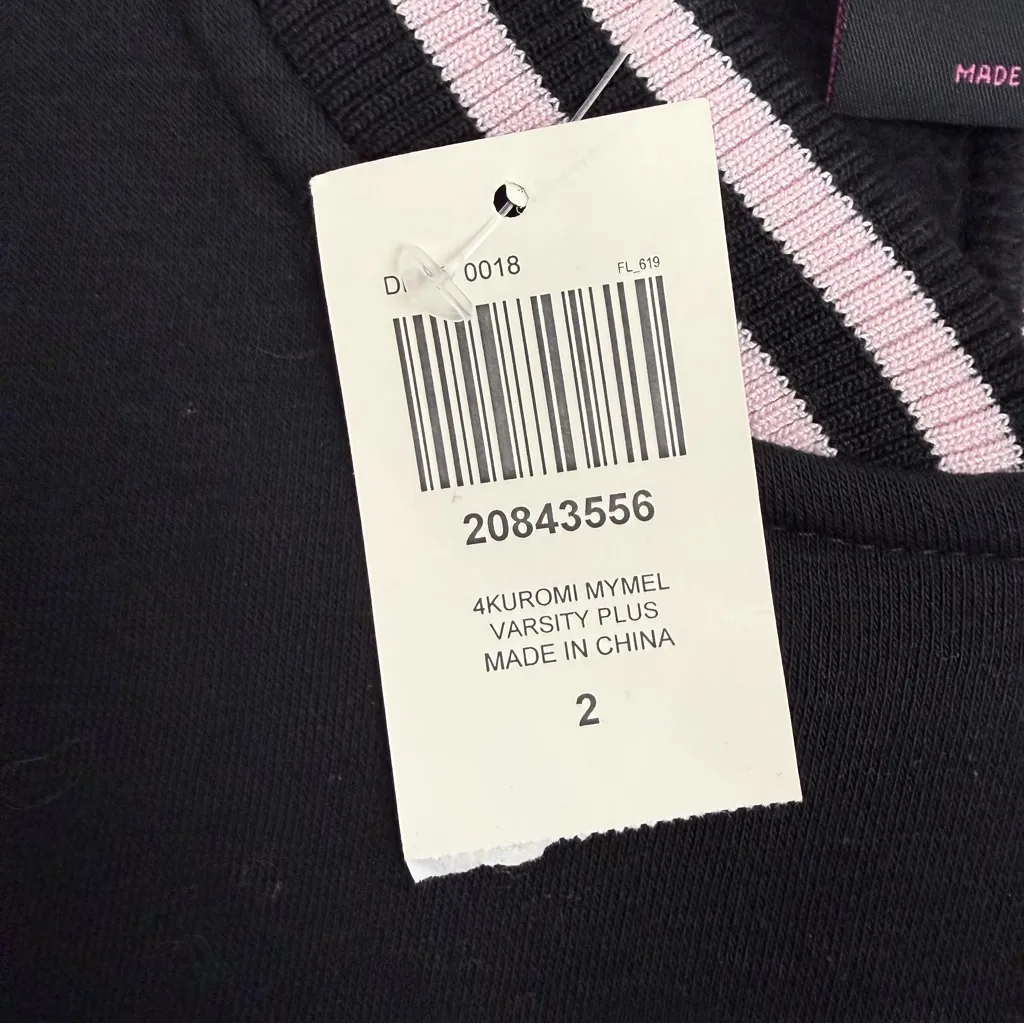 MADE
0018
FL_619
20843556
4KUROMI MYMEL
VARSITY PLUS
MADE IN CHINA
2